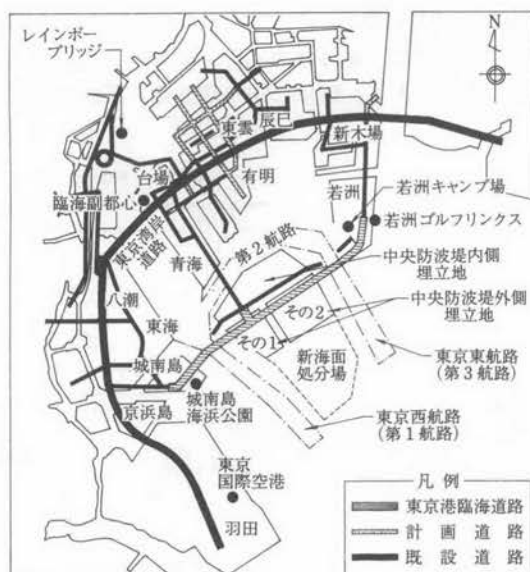 N
レインボー
ブリッジ
東雲
辰巳
新木場
台場
有明
若洲
若洲キャンプ場
臨海副都心
若洲ゴルフリンクス
東京湾岸
道路
青海
第2航路
中央防波堤内側
埋立地
八潮
その2
中央防波堤外側
埋立地
東海
その1
新海面
処分場
東京東航路
(第3航路)
城南島
城南島
海浜公園
京浜島
東京西航路
(第1航路)
東京
国際空港
羽田
凡例
東京港臨海道路
計画道路
既設道路